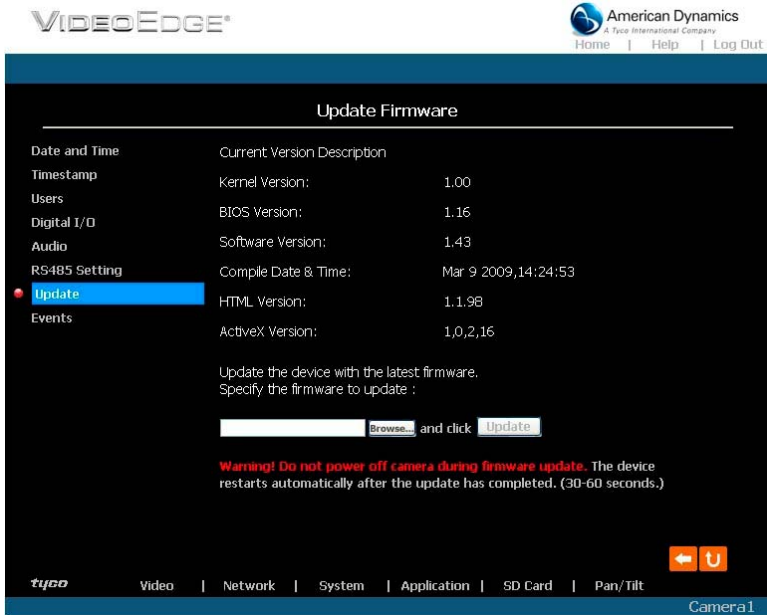 VIDEOEDGE®
American Dynamics
A Tyco International Company
Home | Help | Log Out
Update Firmware
Date and Time
Timestamp
Users
Digital I/O
Audio
RS485 Setting
Update
Events
Current Version Description
Kernel Version: 1.00
BIOS Version: 1.16
Software Version: 1.43
Compile Date & Time: Mar 9 2009,14:24:53
HTML Version: 1.1.98
ActiveX Version: 1,0,2,16
Update the device with the latest firmware.
Specify the firmware to update :
Browse... and click Update
Warning! Do not power off camera during firmware update. The device
restarts automatically after the update has completed. (30-60 seconds.)
tyco Video | Network | System | Application | SD Card | Pan/Tilt
Camera1